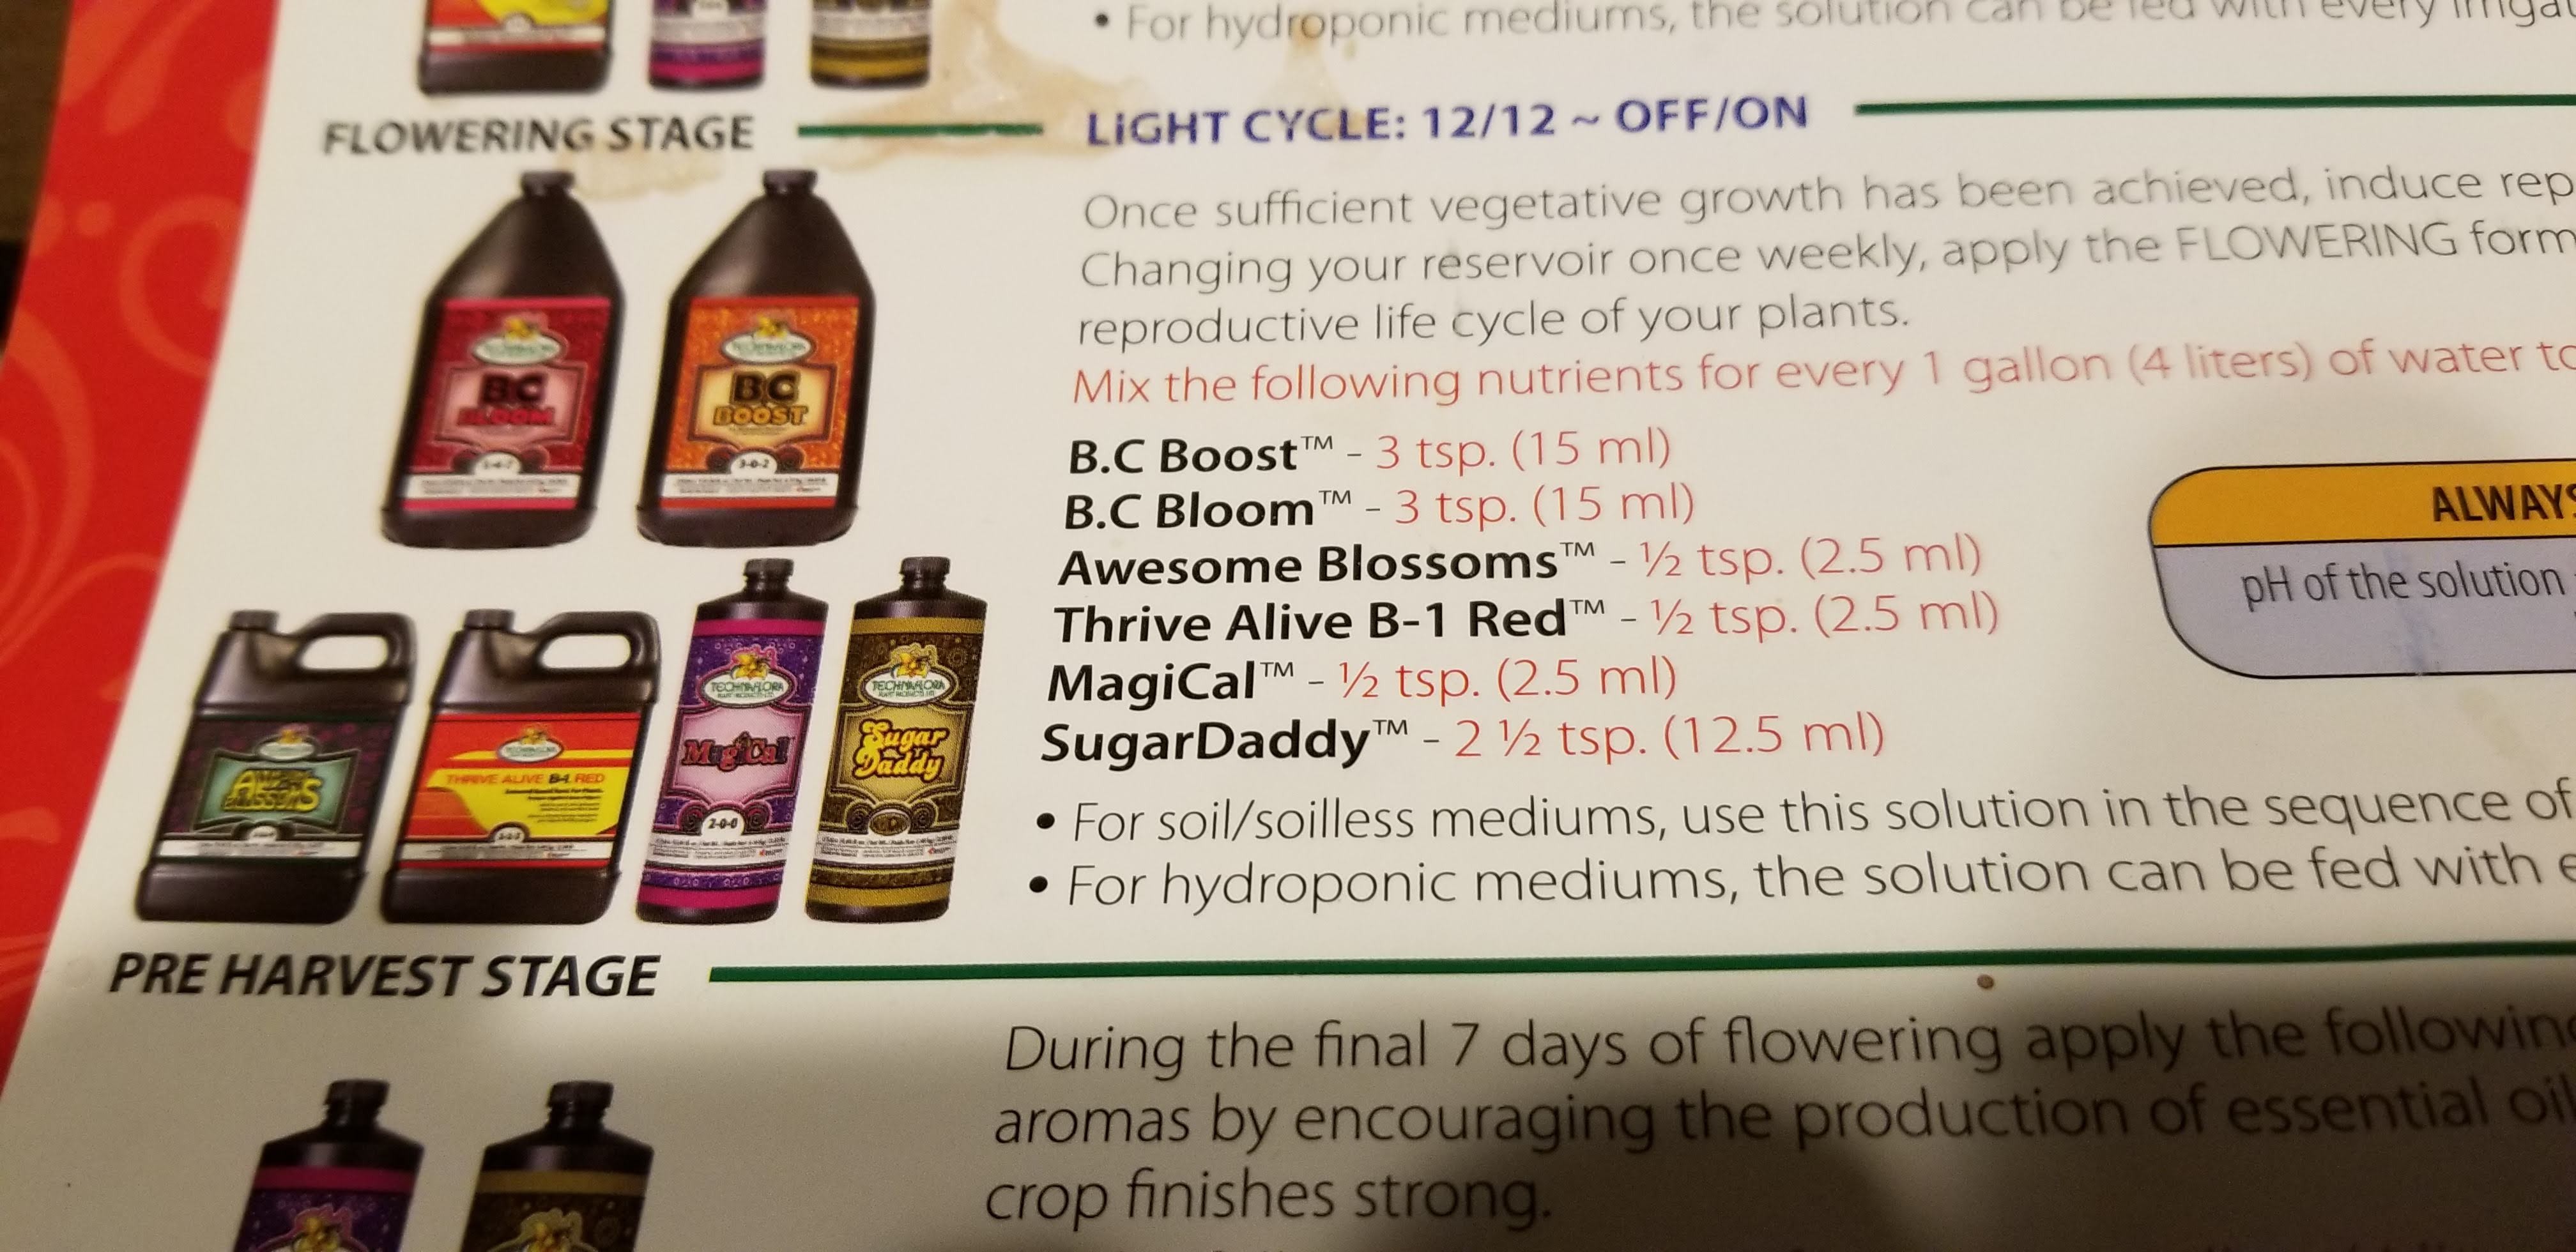 • For hydroponic mediums, the solution can be fed with every
FLOWERING STAGE
LiGHT CYCLE: 12/12 ~ OFF/ON
Once sufficient vegetative growth has been achieved, induce rep
Changing your reservoir once weekly, apply the FLOWERING form
reproductive life cycle of your plants.
Mix the following nutrients for every 1 gallon (4 liters) of water to
B.C Boost™ - 3 tsp. (15 ml)
B.C Bloom™ - 3 tsp. (15 ml)
Awesome Blossoms™ - ½ tsp. (2.5 ml)
Thrive Alive B-1 Red™ - ½ tsp. (2.5 ml)
MagiCal™ - ½ tsp. (2.5 ml)
SugarDaddy™ - 2 ½ tsp. (12.5 ml)
ALWAYS
pH of the solution
• For soil/soilless mediums, use this solution in the sequence of
• For hydroponic mediums, the solution can be fed with e
BC
BLOOM
BC
BOOST
3-0-2
THRIVE ALIVE B-1 RED
TECHNAFLORA
MagiCal
2-0-0
TECHNAFLORA
Sugar
Daddy
PRE HARVEST STAGE
During the final 7 days of flowering apply the following
aromas by encouraging the production of essential oil
crop finishes strong.